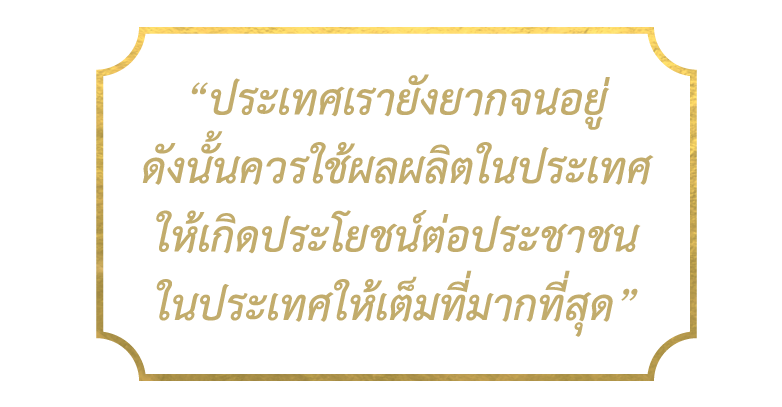 “ประเทศเรายังยากจนอยู่
ดังนั้นควรใช้ผลผลิตในประเทศ
ให้เกิดประโยชน์ต่อประชาชน
ในประเทศให้เต็มที่มากที่สุด”